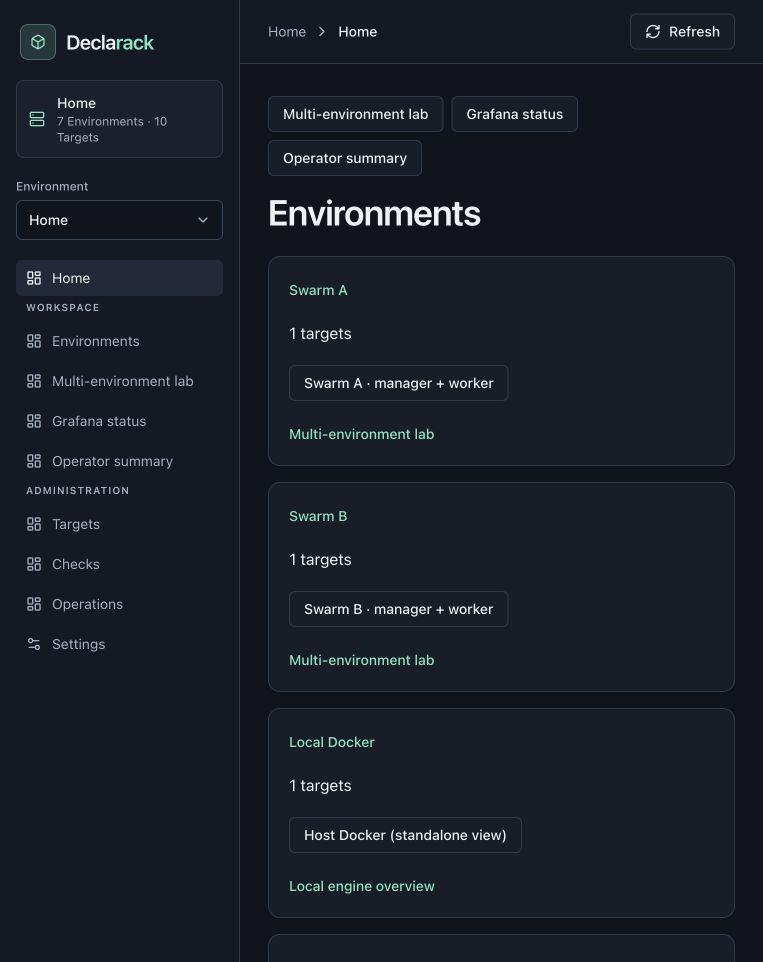 Declarack
Home
7 Environments · 10
Targets
Environment
Home
Home
WORKSPACE
Environments
Multi-environment lab
Grafana status
Operator summary
ADMINISTRATION
Targets
Checks
Operations
Settings
Home > Home
Refresh
Multi-environment lab
Grafana status
Operator summary
Environments
Swarm A
1 targets
Swarm A · manager + worker
Multi-environment lab
Swarm B
1 targets
Swarm B · manager + worker
Multi-environment lab
Local Docker
1 targets
Host Docker (standalone view)
Local engine overview